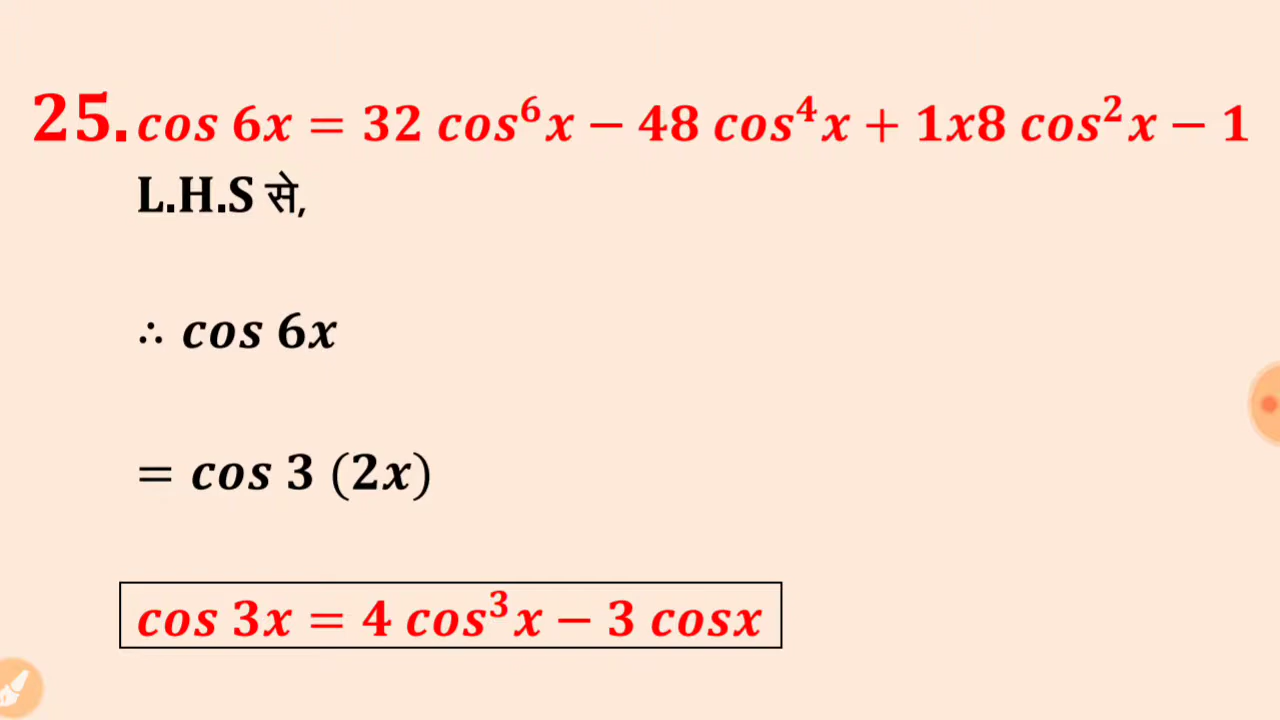 25. cos 6x = 32 cos⁶x − 48 cos⁴x + 1x8 cos²x − 1
L.H.S से,
∴ cos 6x
= cos 3 (2x)
cos 3x = 4 cos³x − 3 cosx